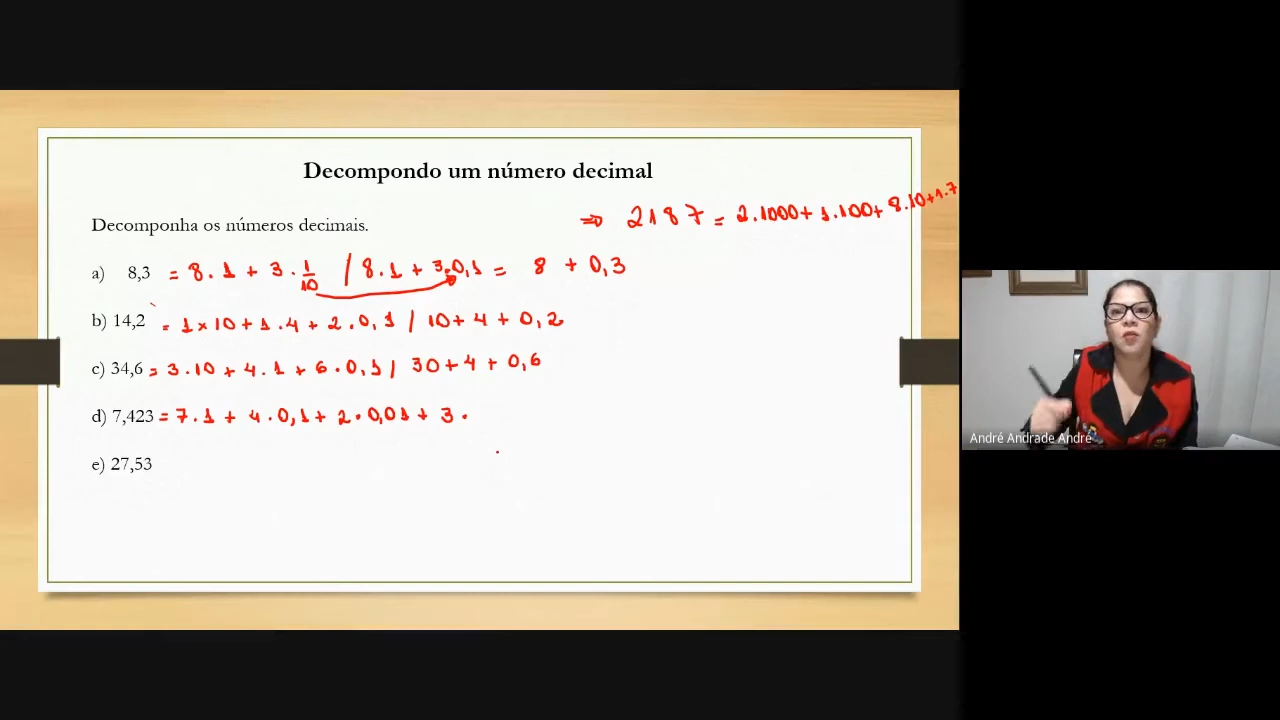 Decompondo um número decimal
Decomponha os números decimais.
⇒ 2187 = 2.1000 + 1.100 + 8.10 + 1.7
a) 8,3 = 8.1 + 3.1/10 / 8.1 + 3.0,1 = 8 + 0,3
b) 14,2 = 1×10 + 1.4 + 2.0,1 / 10 + 4 + 0,2
c) 34,6 = 3.10 + 4.1 + 6.0,1 / 30 + 4 + 0,6
d) 7,423 = 7.1 + 4.0,1 + 2.0,01 + 3.
e) 27,53
André Andrade André